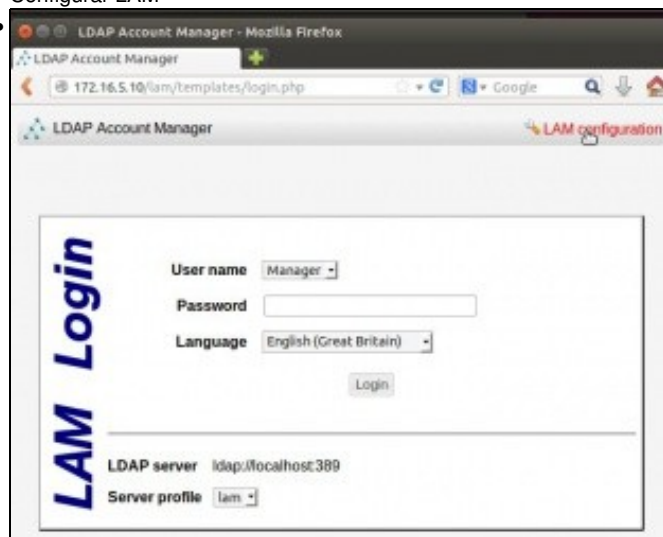 Configurar LAM
LDAP Account Manager - Mozilla Firefox
LDAP Account Manager
172.16.5.10/lam/templates/login.php
Google
LDAP Account Manager
LAM configuration
LAM Login
User name Manager
Password
Language English (Great Britain)
Login
LDAP server ldap://localhost:389
Server profile lam